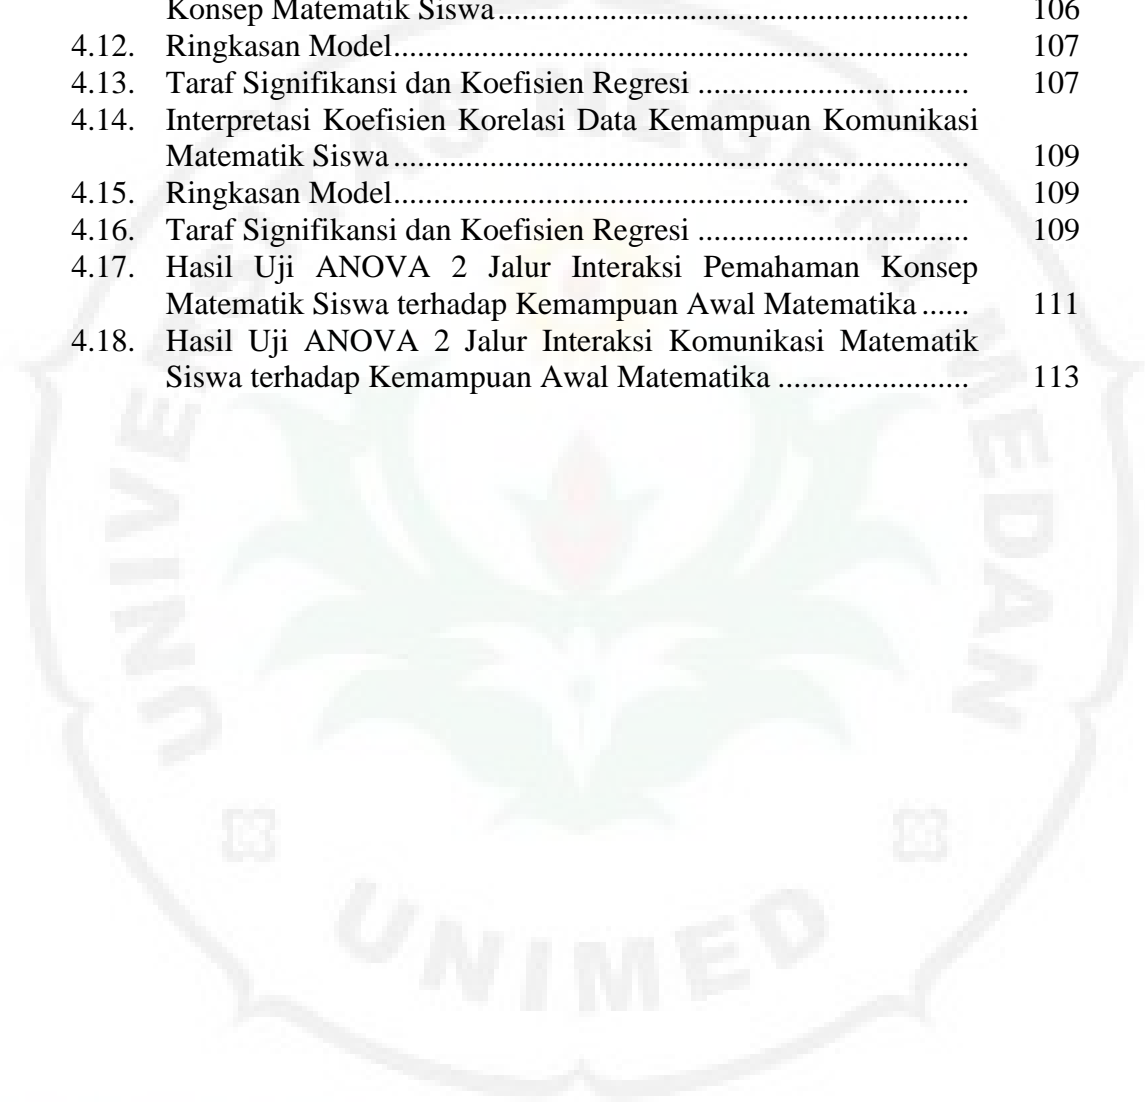 Konsep Matematik Siswa.......................................................... 106
4.12. Ringkasan Model....................................................................... 107
4.13. Taraf Signifikansi dan Koefisien Regresi ................................. 107
4.14. Interpretasi Koefisien Korelasi Data Kemampuan Komunikasi
Matematik Siswa....................................................................... 109
4.15. Ringkasan Model....................................................................... 109
4.16. Taraf Signifikansi dan Koefisien Regresi ................................. 109
4.17. Hasil Uji ANOVA 2 Jalur Interaksi Pemahaman Konsep
Matematik Siswa terhadap Kemampuan Awal Matematika ...... 111
4.18. Hasil Uji ANOVA 2 Jalur Interaksi Komunikasi Matematik
Siswa terhadap Kemampuan Awal Matematika ....................... 113
UNIVERSITAS NEGERI MEDAN
UNIMED